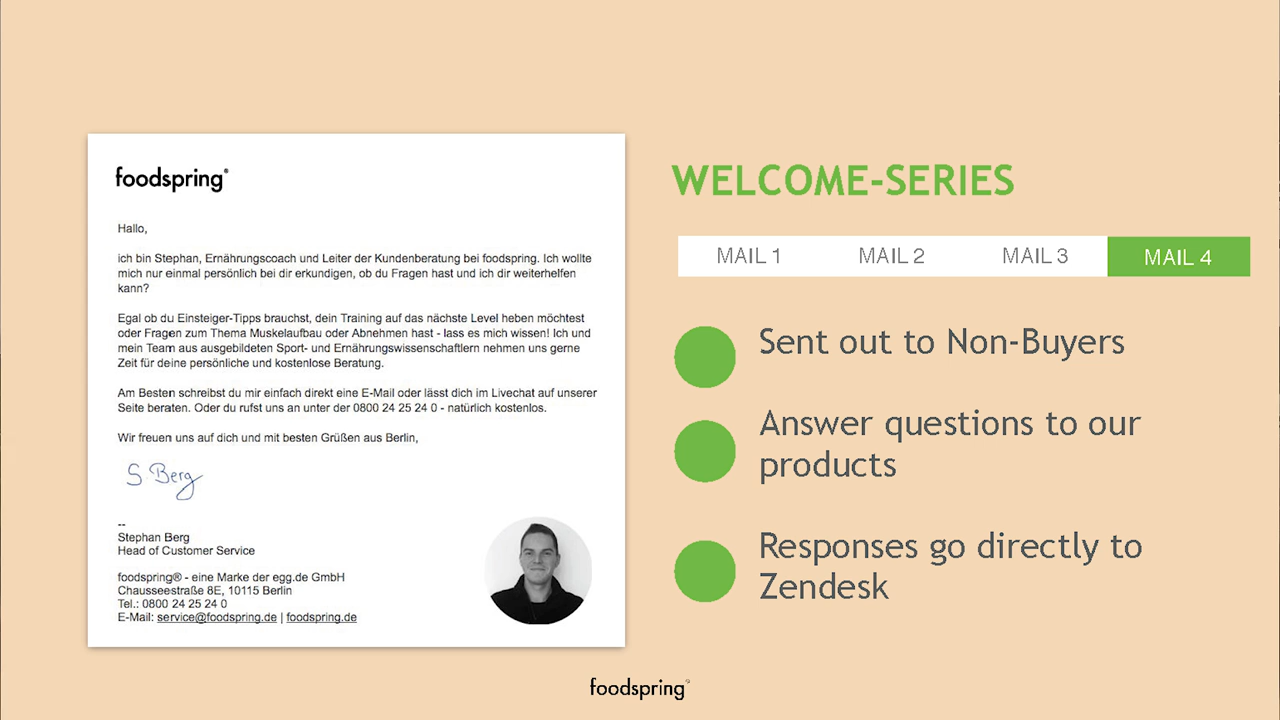 foodspring®
Hallo,
ich bin Stephan, Ernährungscoach und Leiter der Kundenberatung bei foodspring. Ich wollte
mich nur einmal persönlich bei dir erkundigen, ob du Fragen hast und ich dir weiterhelfen
kann?
Egal ob du Einsteiger-Tipps brauchst, dein Training auf das nächste Level heben möchtest
oder Fragen zum Thema Muskelaufbau oder Abnehmen hast - lass es mich wissen! Ich und
mein Team aus ausgebildeten Sport- und Ernährungswissenschaftlern nehmen uns gerne
Zeit für deine persönliche und kostenlose Beratung.
Am Besten schreibst du mir einfach direkt eine E-Mail oder lässt dich im Livechat auf unserer
Seite beraten. Oder du rufst uns an unter der 0800 24 25 24 0 - natürlich kostenlos.
Wir freuen uns auf dich und mit besten Grüßen aus Berlin,
S. Berg
--
Stephan Berg
Head of Customer Service
foodspring® - eine Marke der egg.de GmbH
Chausseestraße 8E, 10115 Berlin
Tel.: 0800 24 25 24 0
E-Mail: service@foodspring.de | foodspring.de
WELCOME-SERIES
MAIL 1 MAIL 2 MAIL 3 MAIL 4
Sent out to Non-Buyers
Answer questions to our
products
Responses go directly to
Zendesk
foodspring®